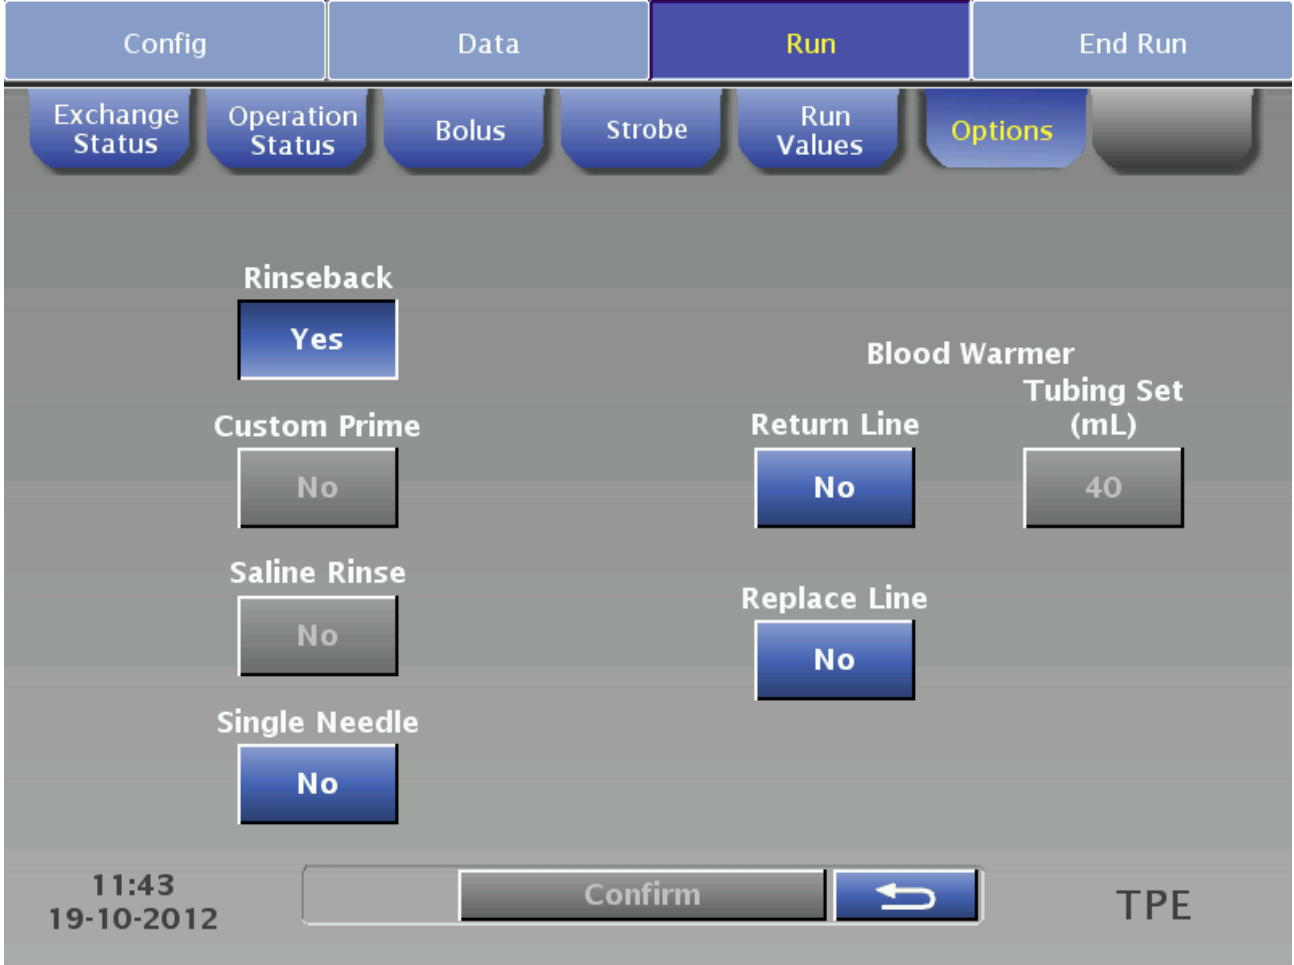 Config
Data
Run
End Run
Exchange
Status
Operation
Status
Bolus
Strobe
Run
Values
Options
Rinseback
Yes
Custom Prime
No
Saline Rinse
No
Single Needle
No
Blood Warmer
Return Line
No
Tubing Set
(mL)
40
Replace Line
No
11:43
19-10-2012
Confirm
TPE